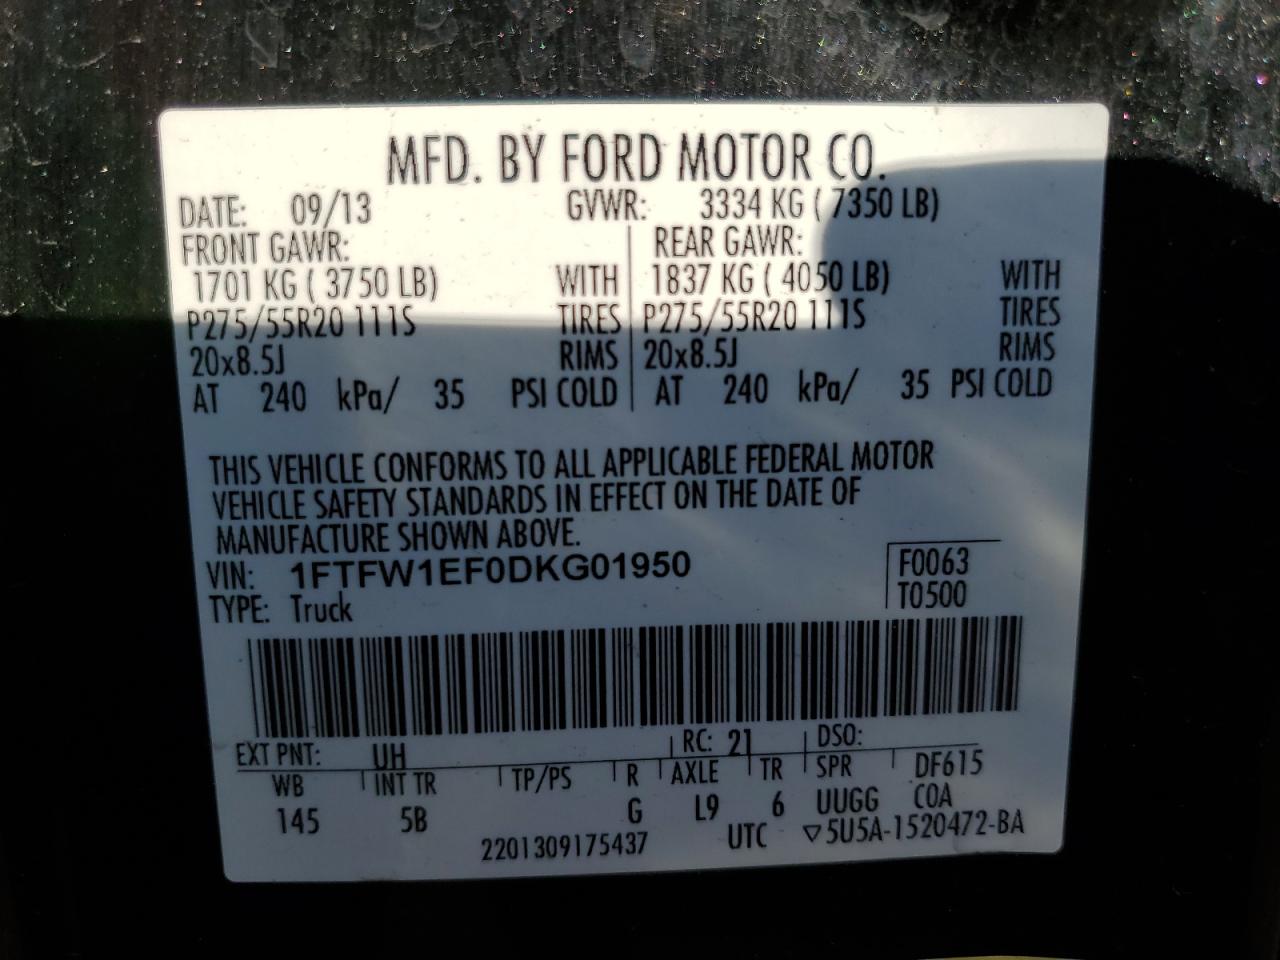 MFD. BY FORD MOTOR CO.
DATE: 09/13 GVWR: 3334 KG ( 7350 LB)
FRONT GAWR: REAR GAWR:
1701 KG ( 3750 LB) WITH 1837 KG ( 4050 LB) WITH
P275/55R20 111S TIRES P275/55R20 111S TIRES
20x8.5J RIMS 20x8.5J RIMS
AT 240 kPa/ 35 PSI COLD AT 240 kPa/ 35 PSI COLD
THIS VEHICLE CONFORMS TO ALL APPLICABLE FEDERAL MOTOR
VEHICLE SAFETY STANDARDS IN EFFECT ON THE DATE OF
MANUFACTURE SHOWN ABOVE.
VIN: 1FTFW1EF0DKG01950 F0063
TYPE: Truck T0500
EXT PNT: UH RC: 21 DSO:
WB INT TR TP/PS R AXLE TR SPR DF615
145 5B G L9 6 UUGG COA
2201309175437 UTC ▽5U5A-1520472-BA